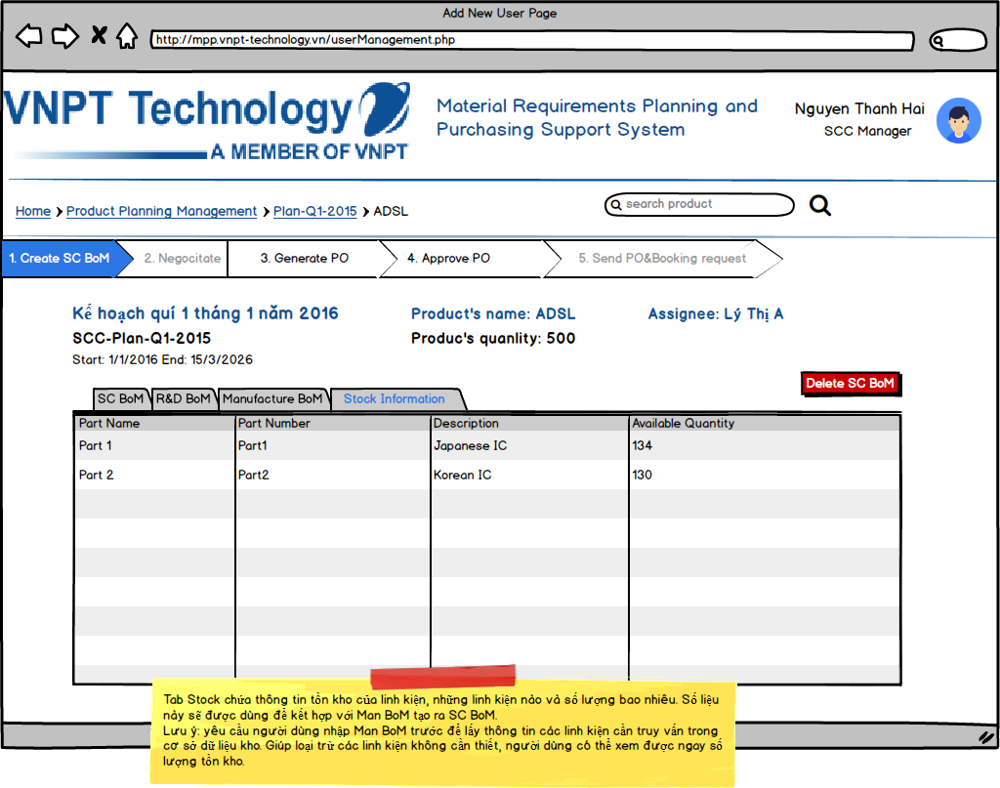 Add New User Page
http://mpp.vnpt-technology.vn/userManagement.php
VNPT Technology
A MEMBER OF VNPT
Material Requirements Planning and
Purchasing Support System
Nguyen Thanh Hai
SCC Manager
Home Product Planning Management Plan-Q1-2015 ADSL
search product
1. Create SC BoM 2. Negocitate 3. Generate PO 4. Approve PO 5. Send PO&Booking request
Kế hoạch quí 1 tháng 1 năm 2016 Product's name: ADSL Assignee: Lý Thị A
SCC-Plan-Q1-2015 Produc's quanlity: 500
Start: 1/1/2016 End: 15/3/2026
Delete SC BoM
SC BoM R&D BoM Manufacture BoM Stock Information
Part Name Part Number Description Available Quantity
Part 1 Part1 Japanese IC 134
Part 2 Part2 Korean IC 130
Tab Stock chứa thông tin tồn kho của linh kiện, những linh kiện nào và số lượng bao nhiêu. Số liệu
này sẽ được dùng để kết hợp với Man BoM tạo ra SC BoM.
Lưu ý: yêu cầu người dùng nhập Man BoM trước để lấy thông tin các linh kiện cần truy vấn trong
cơ sở dữ liệu kho. Giúp loại trừ các linh kiện không cần thiết, người dùng có thể xem được ngay số
lượng tồn kho.